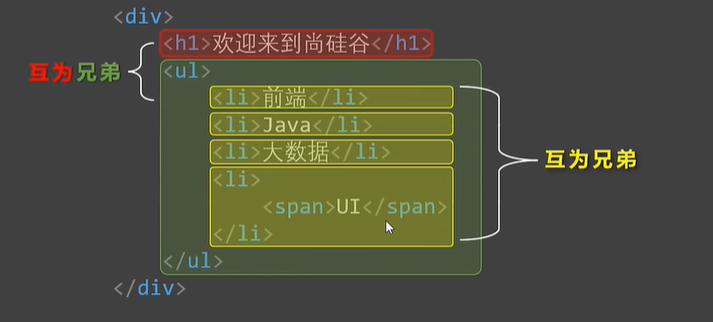 <div>
<h1>欢迎来到尚硅谷</h1>
互为兄弟
<ul>
<li>前端</li>
<li>Java</li>
<li>大数据</li>
互为兄弟
<li>
<span>UI</span>
</li>
</ul>
</div>